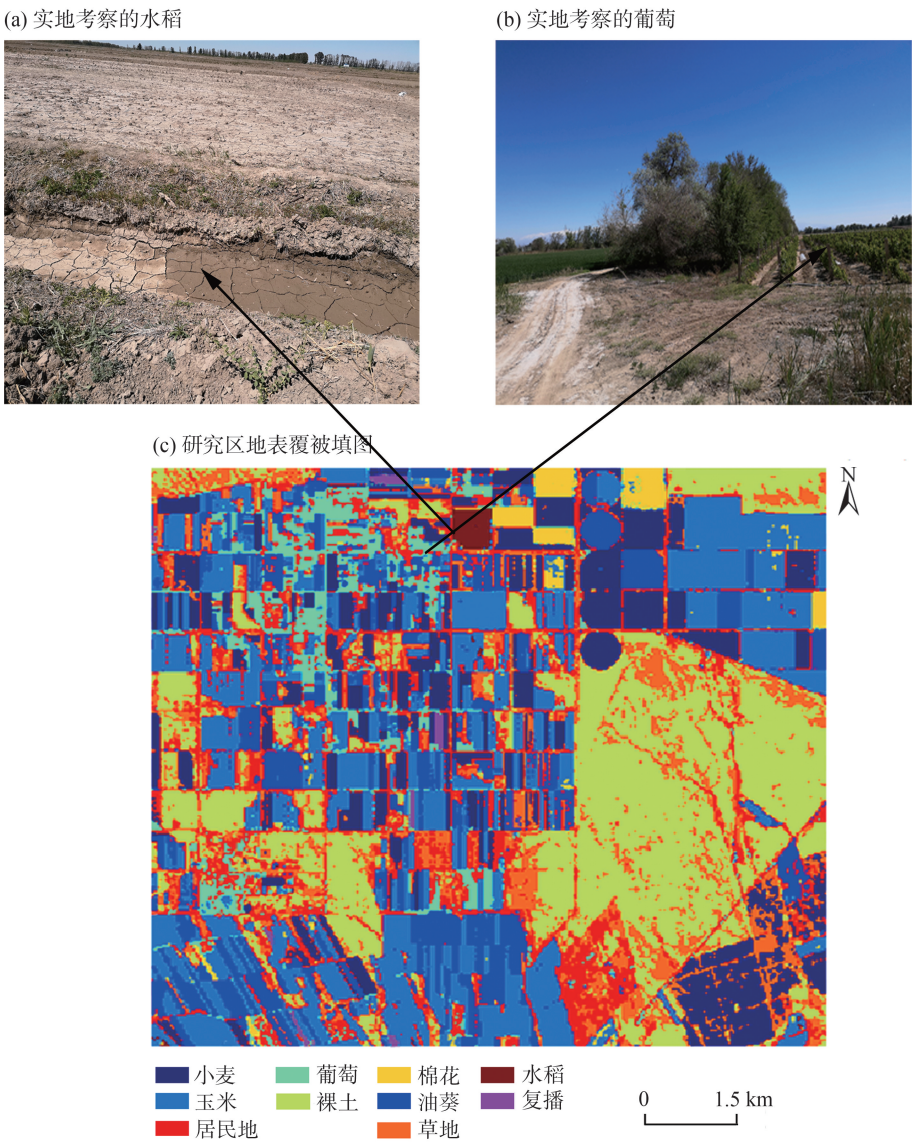 (a) 实地考察的水稻
(b) 实地考察的葡萄
(c) 研究区地表覆被填图
N
小麦 葡萄 棉花 水稻
玉米 裸土 油葵 复播
居民地 草地
0 1.5 km